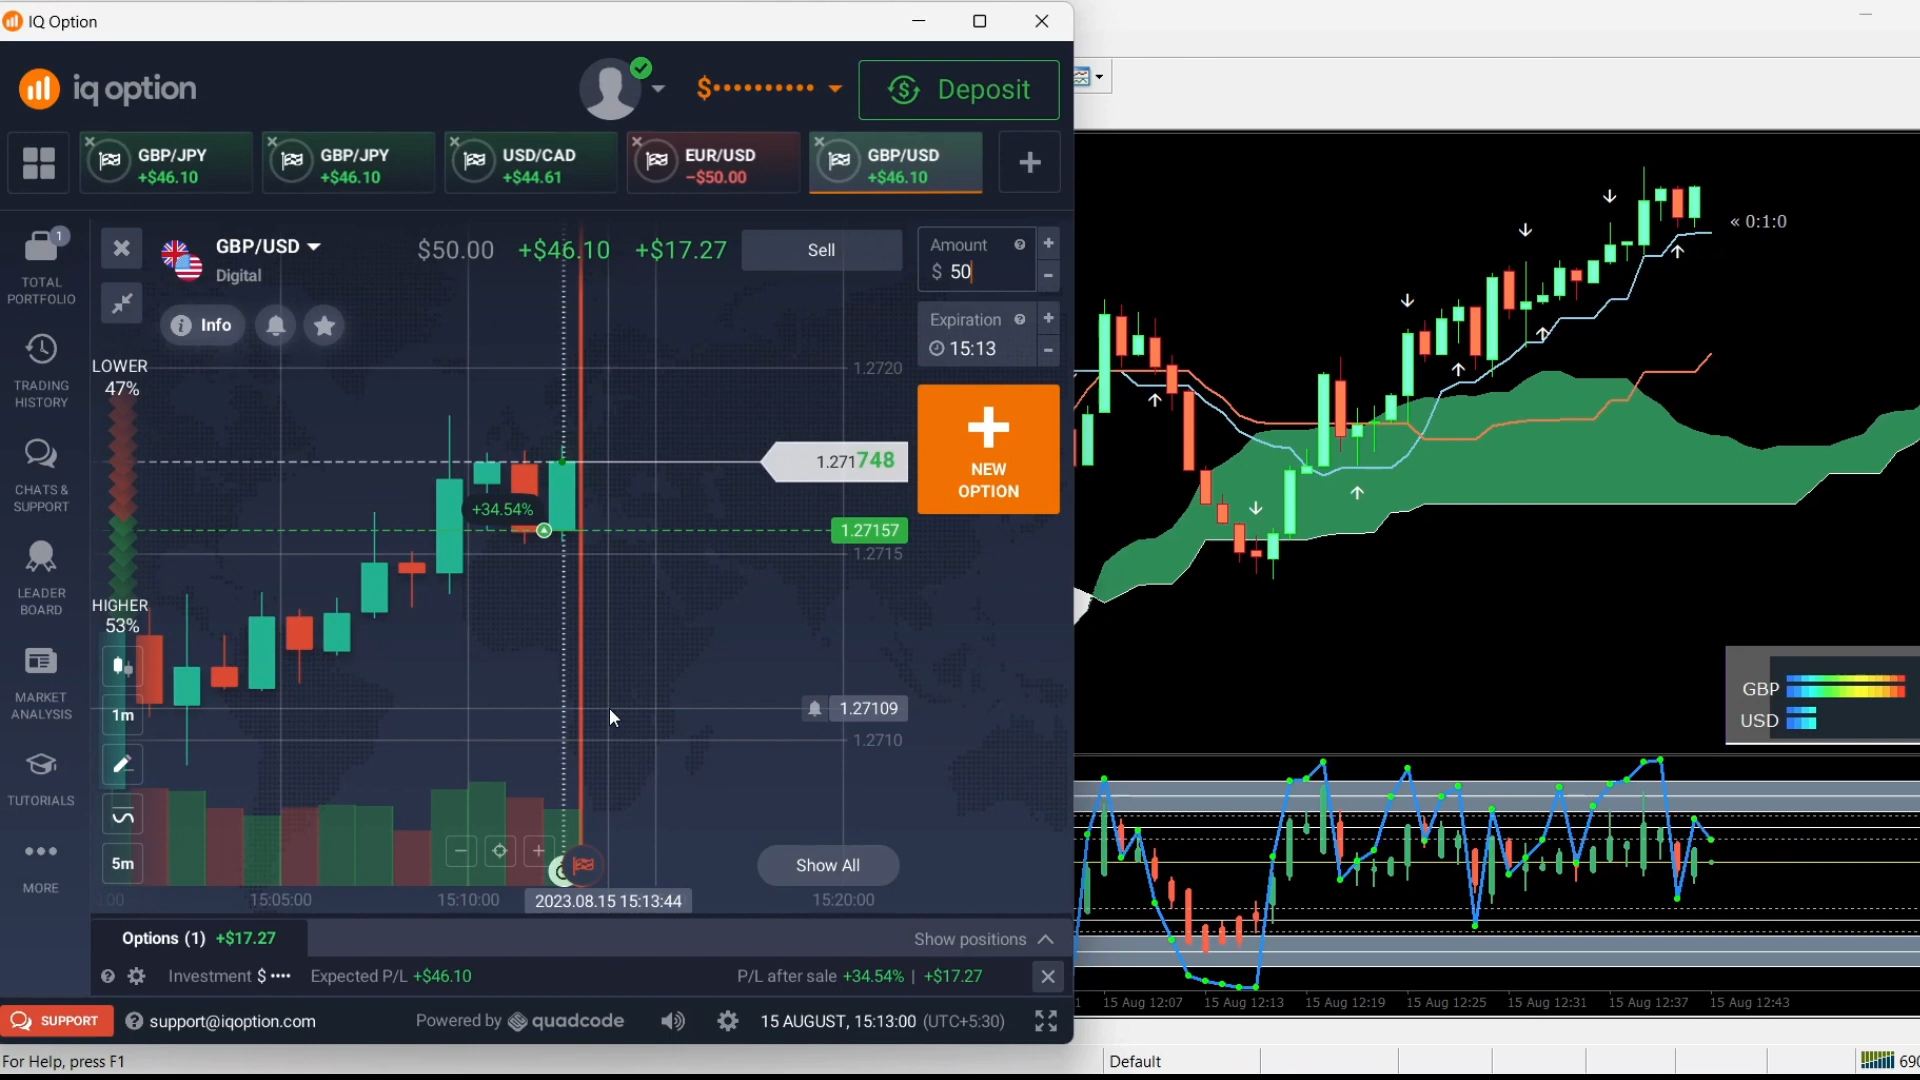 IQ Option
iq option
$
Deposit
GBP/JPY
+$46.10
GBP/JPY
+$46.10
USD/CAD
+$44.61
EUR/USD
-$50.00
GBP/USD
+$46.10
1
TOTAL
PORTFOLIO
TRADING
HISTORY
CHATS &
SUPPORT
LEADER
BOARD
MARKET
ANALYSIS
TUTORIALS
MORE
GBP/USD
Digital
$50.00 +$46.10 +$17.27
Sell
Info
Amount
$ 50
Expiration
15:13
NEW
OPTION
LOWER
47%
HIGHER
53%
1m
5m
1.2720
1.271748
+34.54%
1.27157
1.2715
1.27109
1.2710
Show All
:00
15:05:00
15:10:00
2023.08.15 15:13:44
15:20:00
Options (1) +$17.27
Show positions
Investment $ ····
Expected P/L +$46.10
P/L after sale +34.54% | +$17.27
SUPPORT
support@iqoption.com
Powered by quadcode
15 AUGUST, 15:13:00 (UTC+5:30)
« 0:1:0
GBP
USD
1
15 Aug 12:07
15 Aug 12:13
15 Aug 12:19
15 Aug 12:25
15 Aug 12:31
15 Aug 12:37
15 Aug 12:43
For Help, press F1
Default